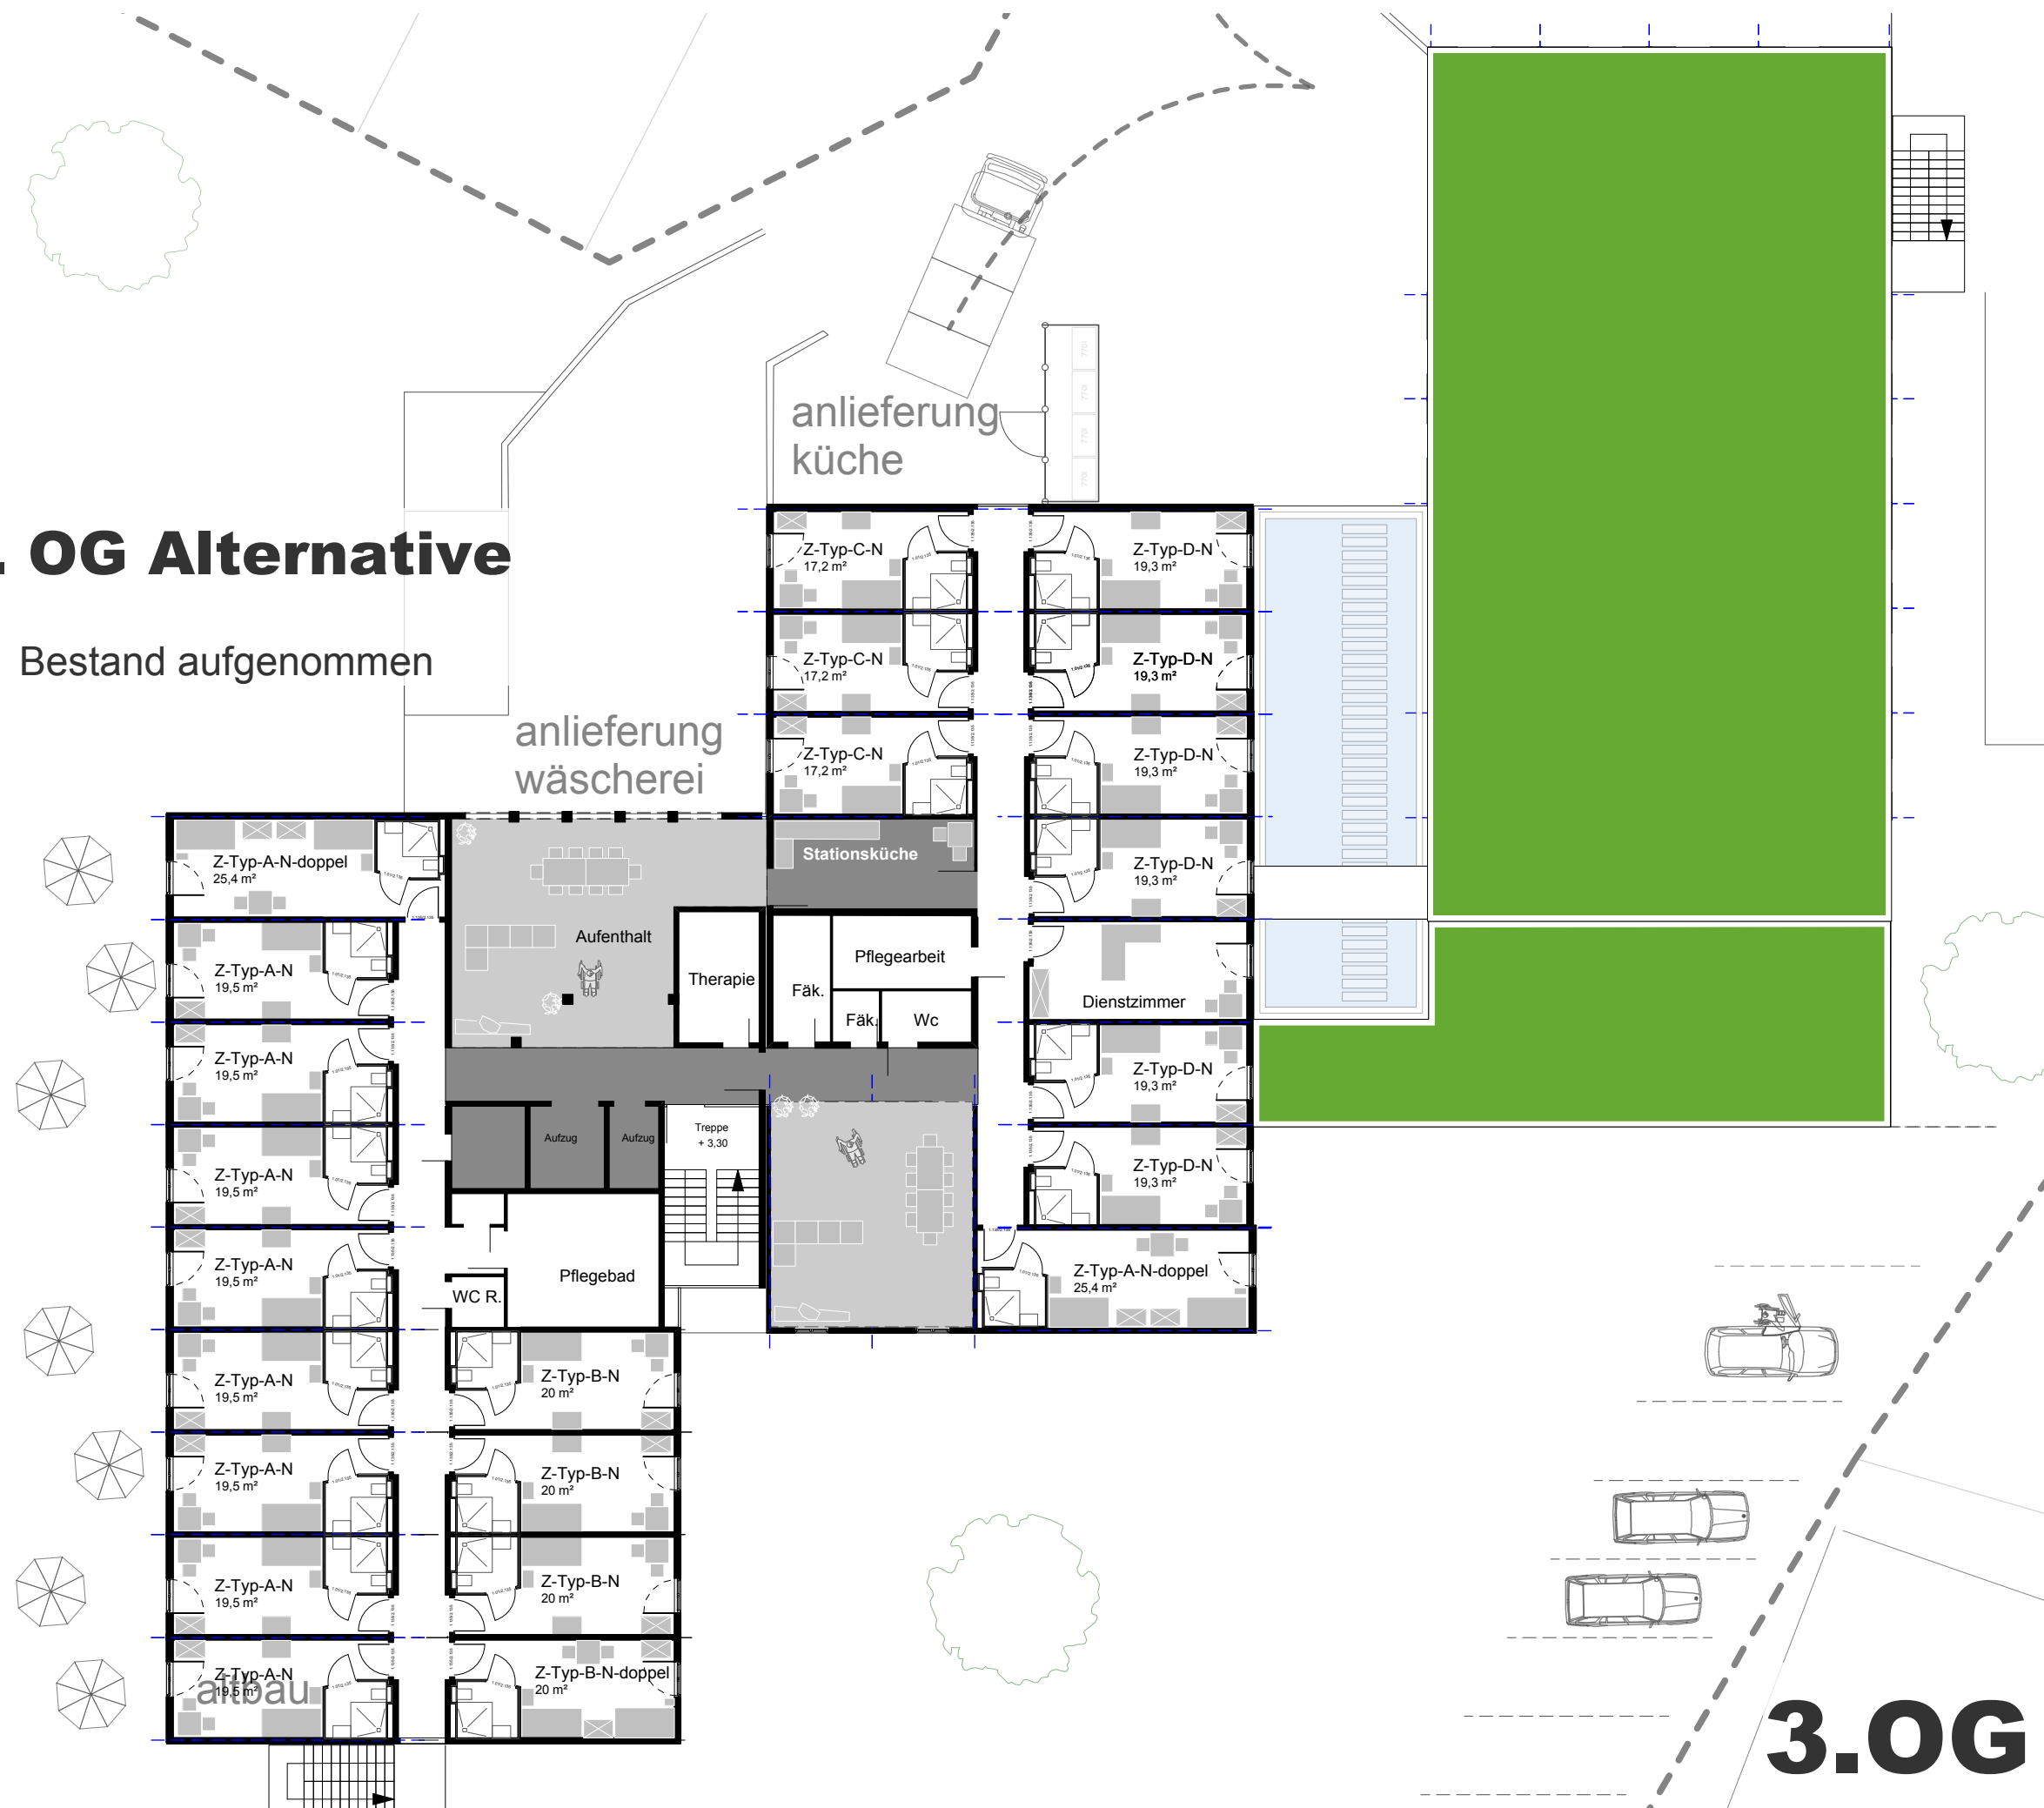 anlieferung
küche
. OG Alternative
Bestand aufgenommen
anlieferung
wäscherei
770l
770l
770l
770l
Z-Typ-C-N
17,2 m²
Z-Typ-D-N
19,3 m²
Z-Typ-C-N
17,2 m²
Z-Typ-D-N
19,3 m²
Z-Typ-C-N
17,2 m²
Z-Typ-D-N
19,3 m²
Z-Typ-A-N-doppel
25,4 m²
Stationsküche
Z-Typ-D-N
19,3 m²
Z-Typ-A-N
19,5 m²
Aufenthalt
Therapie
Fäk.
Pflegearbeit
Fäk.
Wc
Dienstzimmer
Z-Typ-A-N
19,5 m²
Z-Typ-D-N
19,3 m²
Z-Typ-A-N
19,5 m²
Aufzug
Aufzug
Treppe
+ 3,30
Z-Typ-D-N
19,3 m²
Z-Typ-A-N
19,5 m²
WC R.
Pflegebad
Z-Typ-A-N-doppel
25,4 m²
Z-Typ-A-N
19,5 m²
Z-Typ-B-N
20 m²
Z-Typ-A-N
19,5 m²
Z-Typ-B-N
20 m²
Z-Typ-A-N
19,5 m²
Z-Typ-B-N
20 m²
Z-Typ-A-N
19,5 m²
altbau
Z-Typ-B-N-doppel
20 m²
3.OG